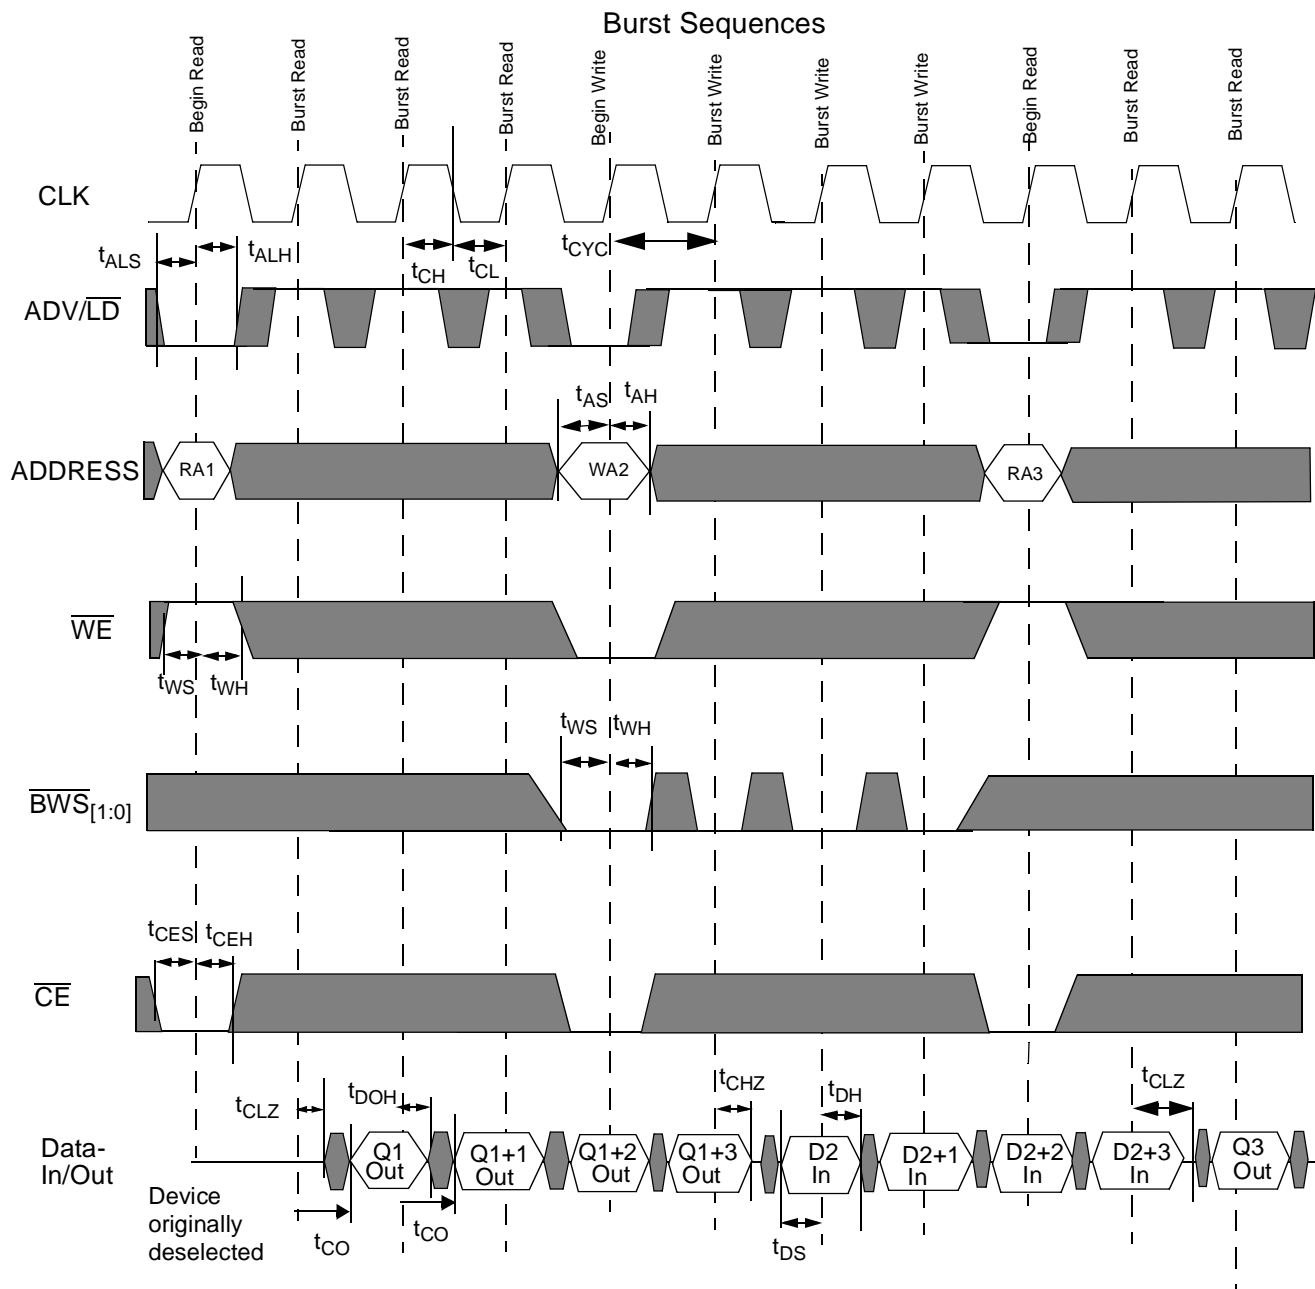 Burst Sequences
Begin Read
Burst Read
Burst Read
Burst Read
Begin Write
Burst Write
Burst Write
Burst Write
Begin Read
Burst Read
Burst Read
CLK
tALS
tALH
tCH
tCL
tCYC
ADV/LD
tAS
tAH
ADDRESS
RA1
WA2
RA3
WE
tWS
tWH
tWS
tWH
BWS[1:0]
tCES
tCEH
CE
tCLZ
tDOH
tCHZ
tDH
tCLZ
Data-
In/Out
Q1
Out
Q1+1
Out
Q1+2
Out
Q1+3
Out
D2
In
D2+1
In
D2+2
In
D2+3
In
Q3
Out
Device
originally
deselected
tCO
tCO
tDS